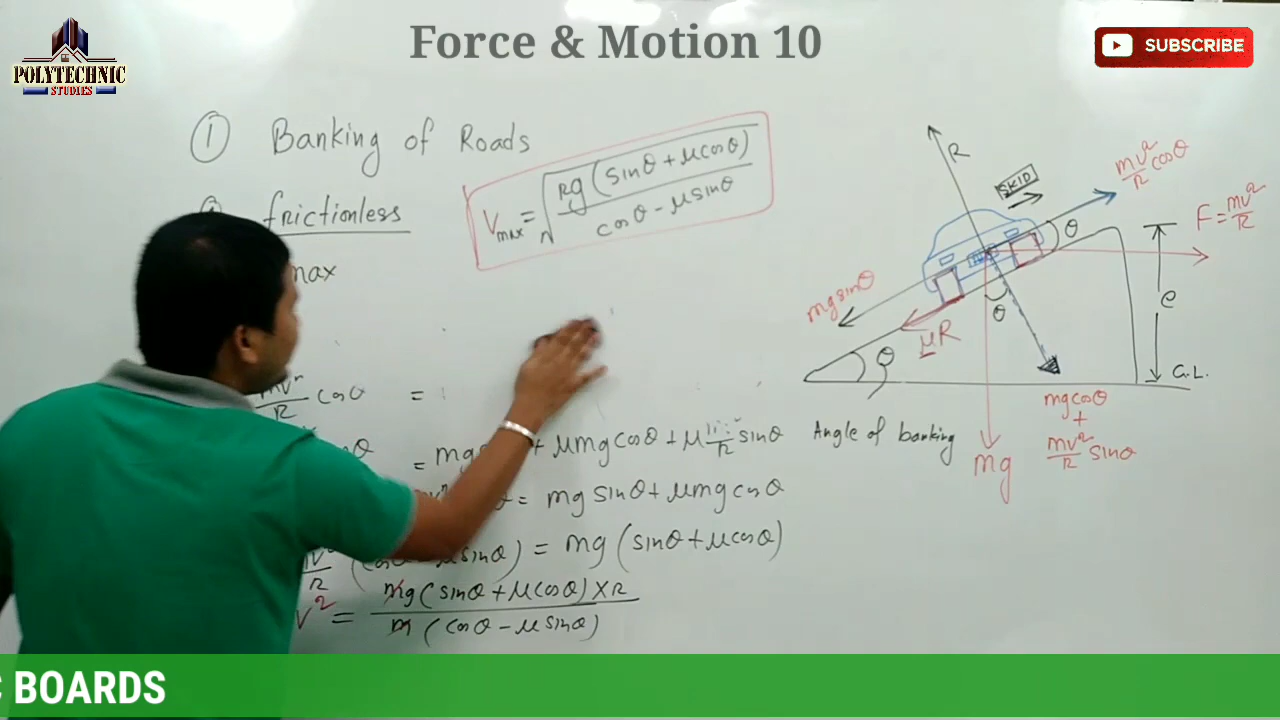 Force & Motion 10
POLYTECHNIC
STUDIES
SUBSCRIBE
① Banking of Roads
frictionless
max
Vmax = √(Rg (sinθ + μcosθ) / (cosθ - μsinθ))
cosθ =
θ = mg + μmg cosθ + μ sinθ
θ = mg sinθ + μmg cosθ
sinθ) = mg (sinθ + μcosθ)
v² = mg (sinθ + μcosθ) × R / m (cosθ - μ sinθ)
R
SKID
mv²/R cosθ
F = mv²/R
θ
mg sinθ
μR
θ
θ
e
G.L.
mg cosθ
+
mv²/R sinθ
Angle of banking
mg
C BOARDS